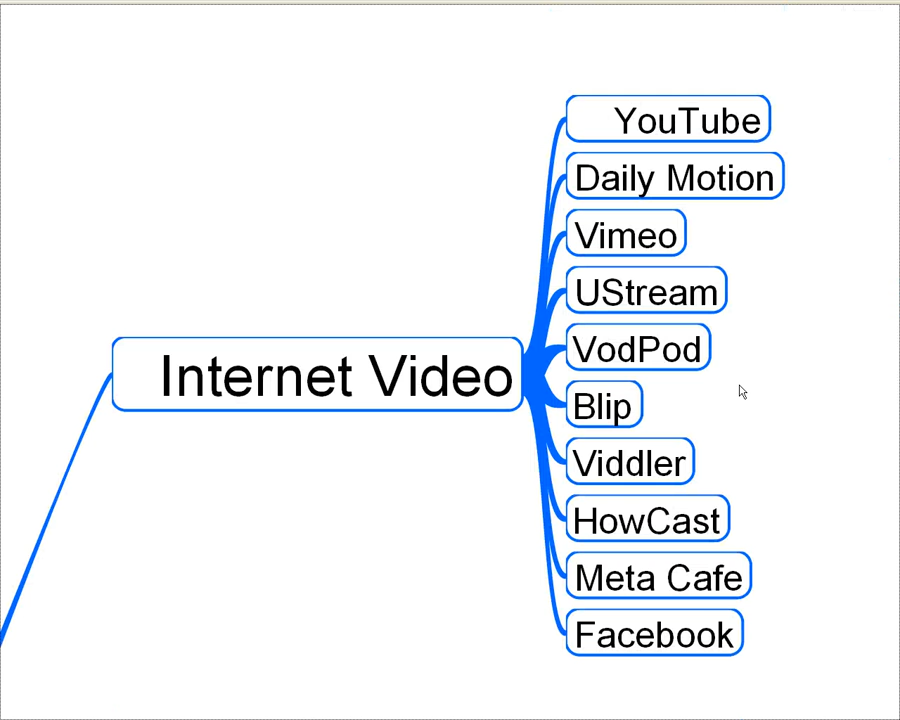 YouTube
Daily Motion
Vimeo
UStream
VodPod
Internet Video
Blip
Viddler
HowCast
Meta Cafe
Facebook